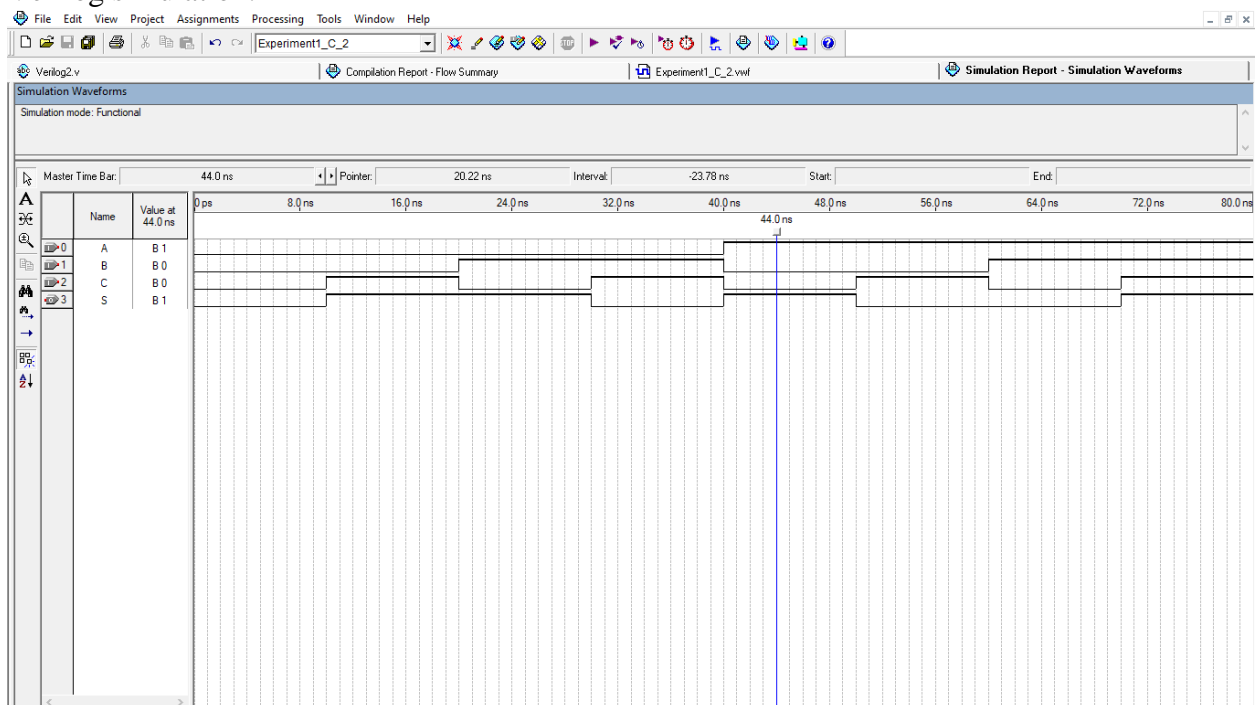 File Edit View Project Assignments Processing Tools Window Help
Experiment1_C_2
abc Verilog2.v Compilation Report - Flow Summary Experiment1_C_2.vwf Simulation Report - Simulation Waveforms
Simulation Waveforms
Simulation mode: Functional
Master Time Bar: 44.0 ns Pointer: 20.22 ns Interval: -23.78 ns Start: End:
Name Value at 44.0 ns
0 ps 8.0 ns 16.0 ns 24.0 ns 32.0 ns 40.0 ns 48.0 ns 56.0 ns 64.0 ns 72.0 ns 80.0 ns
44.0 ns
0 A B 1
1 B B 0
2 C B 0
3 S B 1